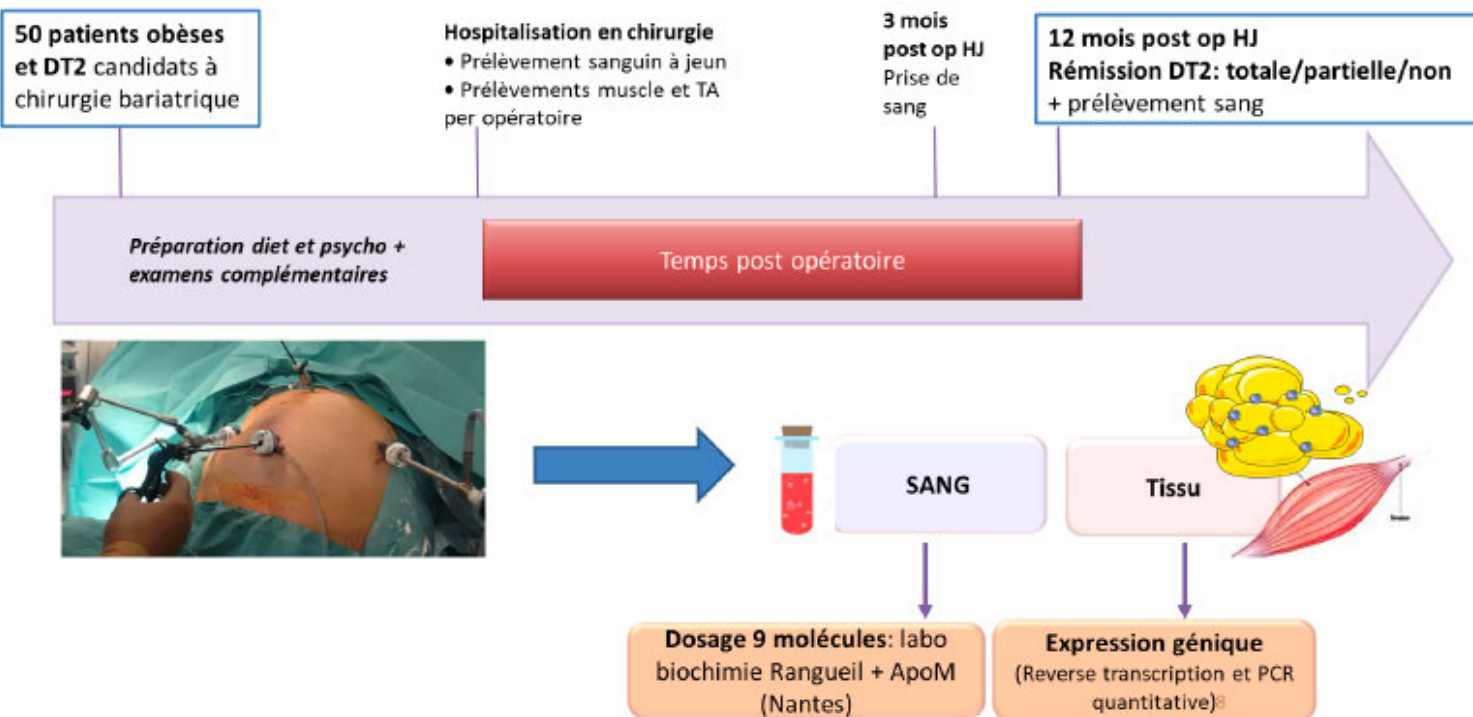 50 patients obèses
et DT2 candidats à
chirurgie bariatrique
Hospitalisation en chirurgie
• Prélèvement sanguin à jeun
• Prélèvements muscle et TA
per opératoire
3 mois
post op HJ
Prise de
sang
12 mois post op HJ
Rémission DT2: totale/partielle/non
+ prélèvement sang
Préparation diet et psycho +
examens complémentaires
Temps post opératoire
SANG
Tissu
Dosage 9 molécules: labo
biochimie Rangueil + ApoM
(Nantes)
Expression génique
(Reverse transcription et PCR
quantitative)8